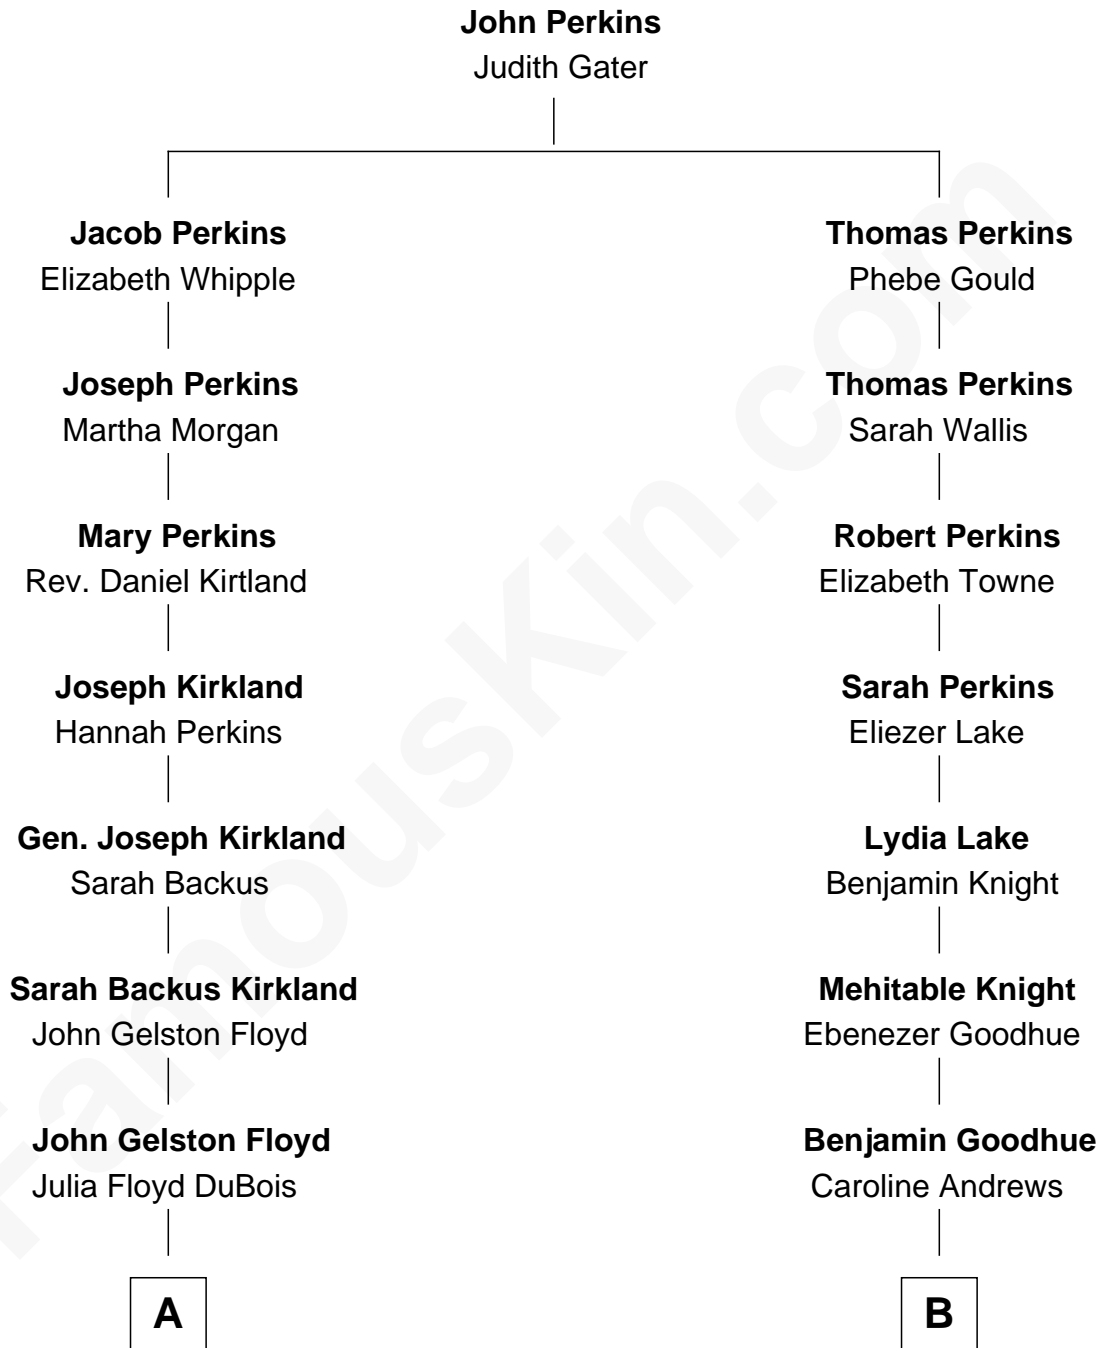 John Perkins
Judith Gater
Jacob Perkins
Elizabeth Whipple
Thomas Perkins
Phebe Gould
Joseph Perkins
Martha Morgan
Thomas Perkins
Sarah Wallis
Mary Perkins
Rev. Daniel Kirtland
Robert Perkins
Elizabeth Towne
Joseph Kirkland
Hannah Perkins
Sarah Perkins
Eliezer Lake
Gen. Joseph Kirkland
Sarah Backus
Lydia Lake
Benjamin Knight
Sarah Backus Kirkland
John Gelston Floyd
Mehitable Knight
Ebenezer Goodhue
John Gelston Floyd
Julia Floyd DuBois
Benjamin Goodhue
Caroline Andrews
A
B
FamousKin.com